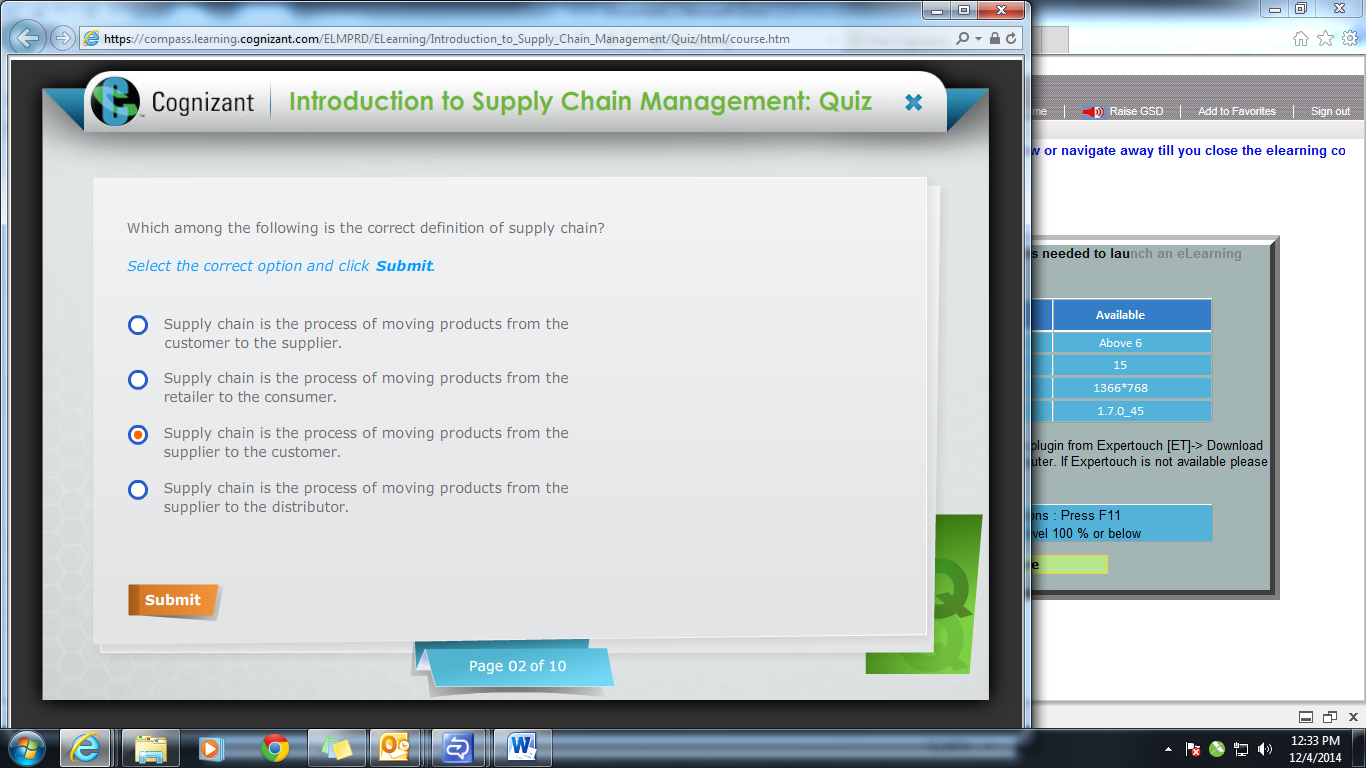 https://compass.learning.cognizant.com/ELMPRD/ELearning/Introduction_to_Supply_Chain_Management/Quiz/html/course.htm
Cognizant
Introduction to Supply Chain Management: Quiz
me
Raise GSD
Add to Favorites
Sign out
w or navigate away till you close the elearning co
Which among the following is the correct definition of supply chain?
Select the correct option and click Submit.
Supply chain is the process of moving products from the
customer to the supplier.
Supply chain is the process of moving products from the
retailer to the consumer.
Supply chain is the process of moving products from the
supplier to the customer.
Supply chain is the process of moving products from the
supplier to the distributor.
Submit
Page 02 of 10
s needed to launch an eLearning
Available
Above 6
15
1366*768
1.7.0_45
plugin from Expertouch [ET]-> Download
uter. If Expertouch is not available please
ons : Press F11
vel 100 % or below
e
12:33 PM
12/4/2014